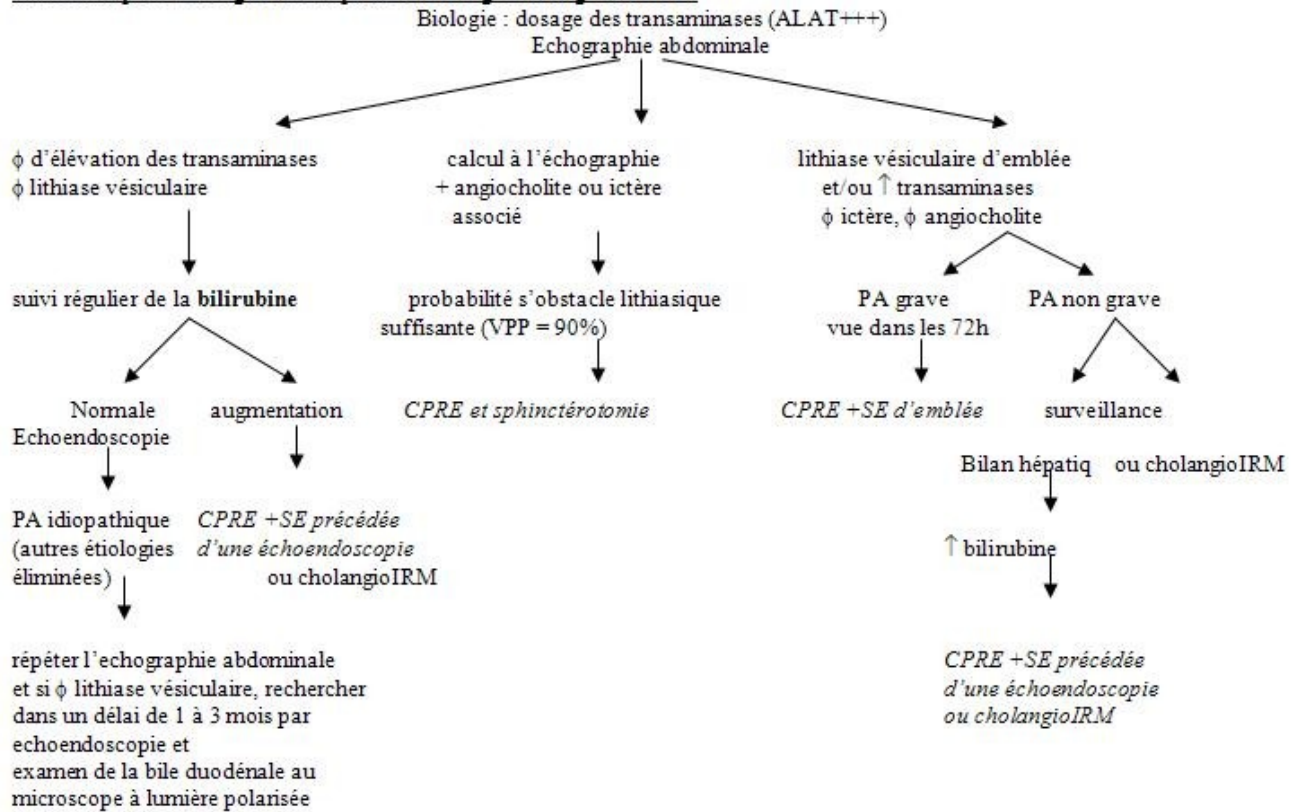 Biologie : dosage des transaminases (ALAT+++)
Echographie abdominale
ϕ d'élévation des transaminases
ϕ lithiase vésiculaire
suivi régulier de la bilirubine
Normale
Echoendoscopie
augmentation
PA idiopathique
(autres étiologies
éliminées)
CPRE +SE précédée
d'une échoendoscopie
ou cholangioIRM
répéter l'echographie abdominale
et si ϕ lithiase vésiculaire, rechercher
dans un délai de 1 à 3 mois par
echoendoscopie et
examen de la bile duodénale au
microscope à lumière polarisée
calcul à l'échographie
+ angiocholite ou ictère
associé
probabilité s'obstacle lithiasique
suffisante (VPP = 90%)
CPRE et sphinctérotomie
lithiase vésiculaire d'emblée
et/ou ↑ transaminases
ϕ ictère, ϕ angiocholite
PA grave
vue dans les 72h
CPRE +SE d'emblée
PA non grave
surveillance
Bilan hépatiq
ou cholangioIRM
↑ bilirubine
CPRE +SE précédée
d'une échoendoscopie
ou cholangioIRM